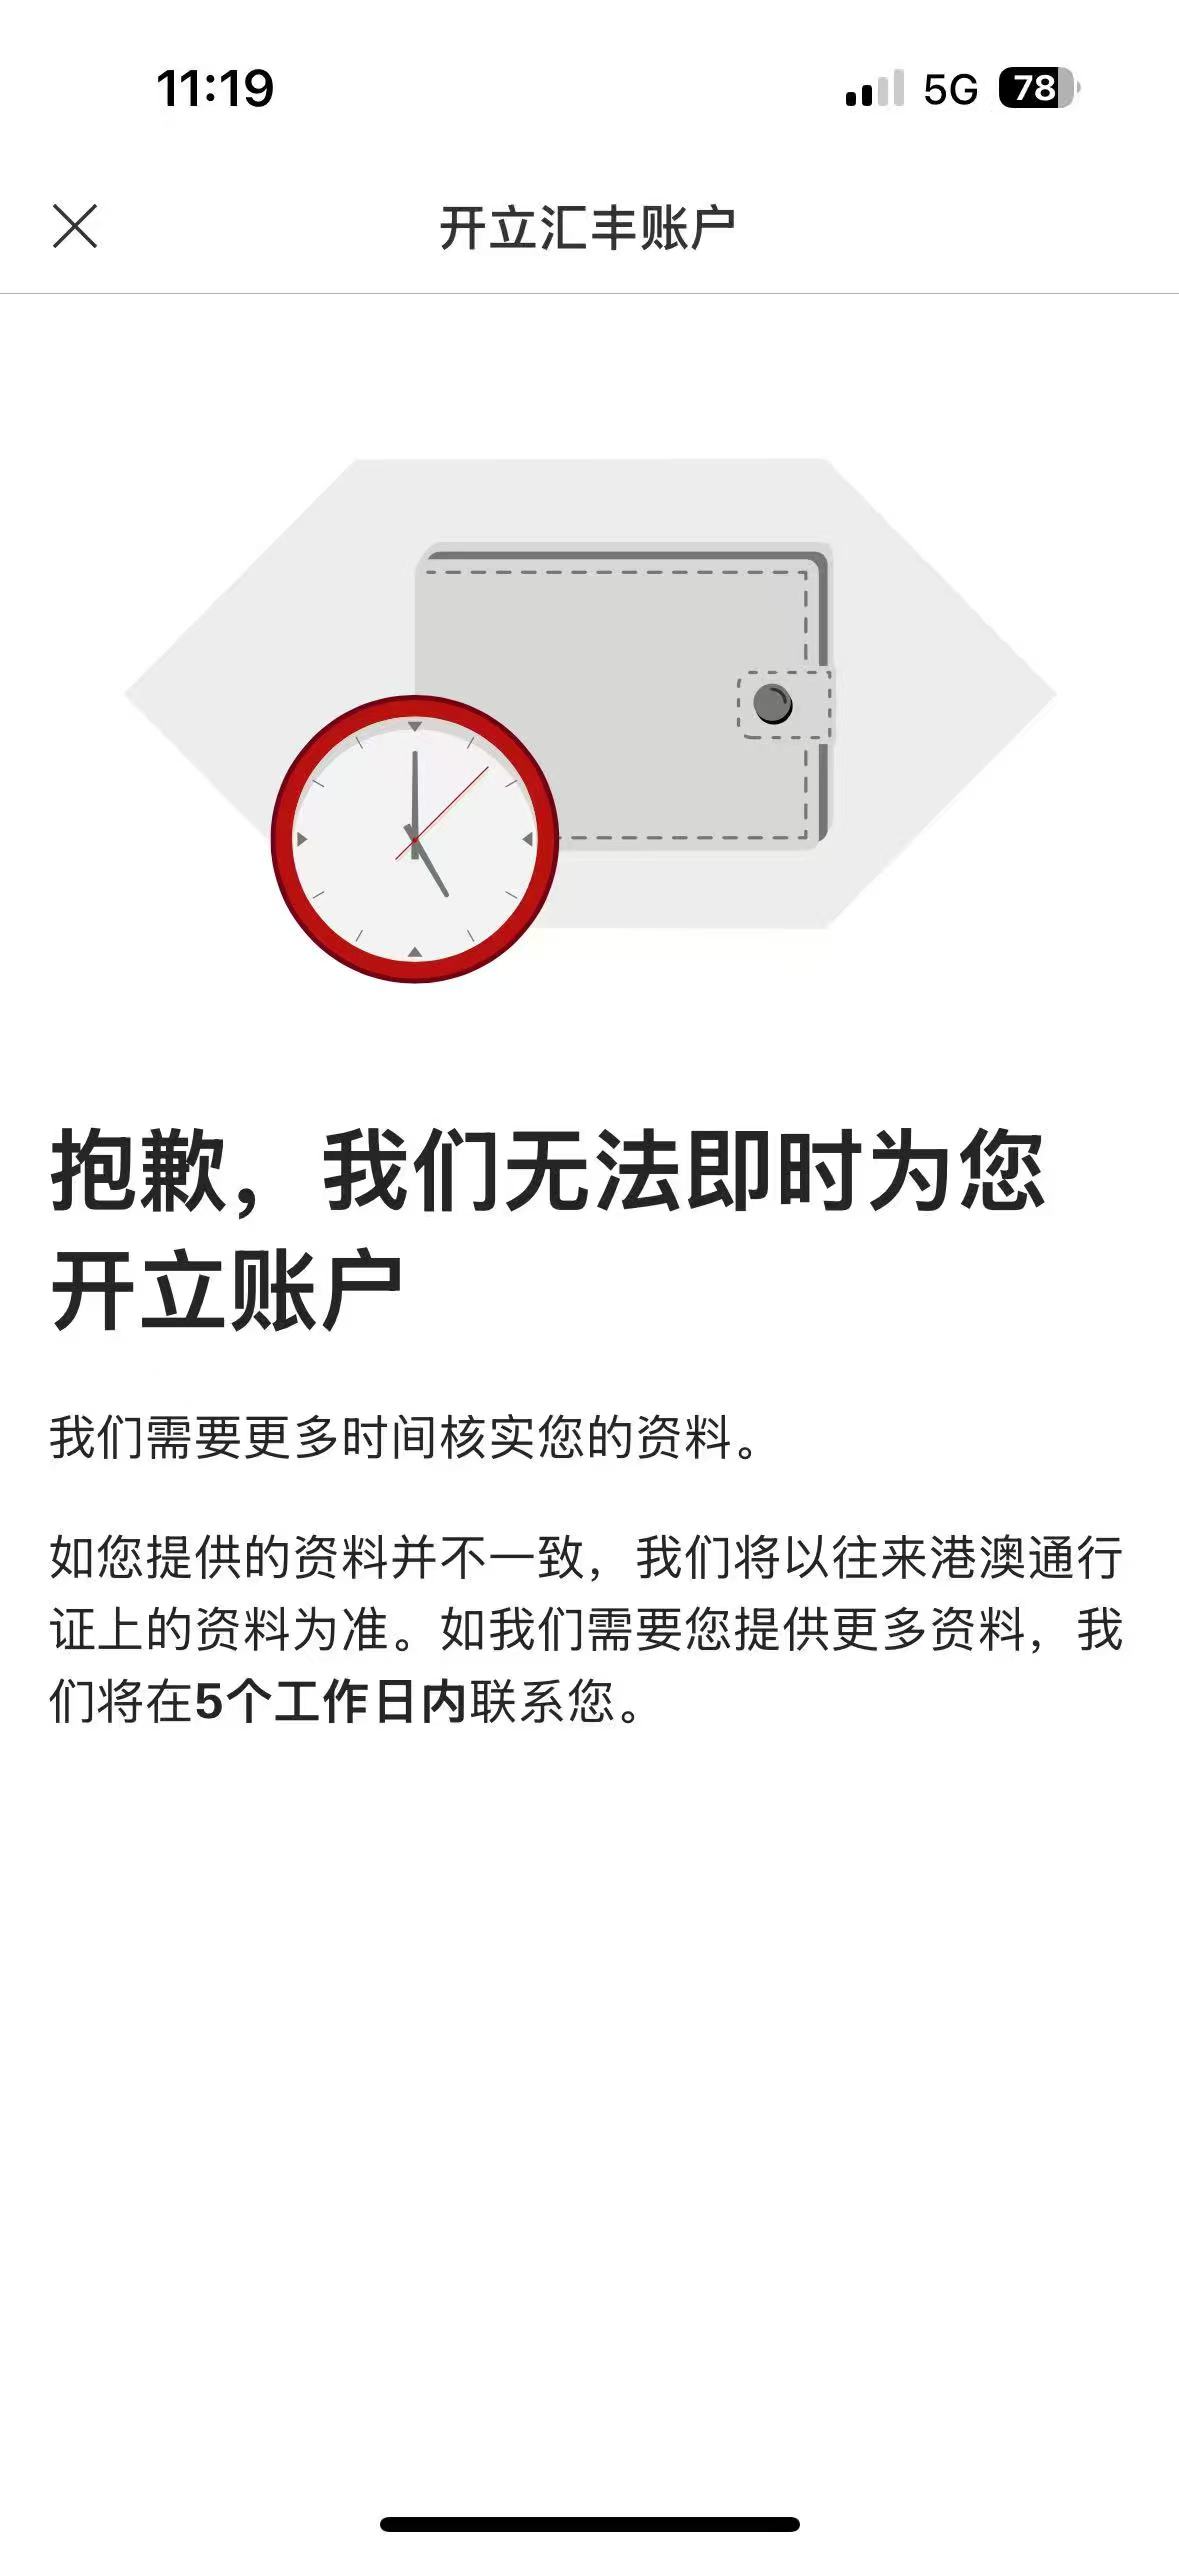 11:19
5G
78
开立汇丰账户
抱歉，我们无法即时为您
开立账户
我们需要更多时间核实您的资料。
如您提供的资料并不一致，我们将以往来港澳通行
证上的资料为准。如我们需要您提供更多资料，我
们将在5个工作日内联系您。